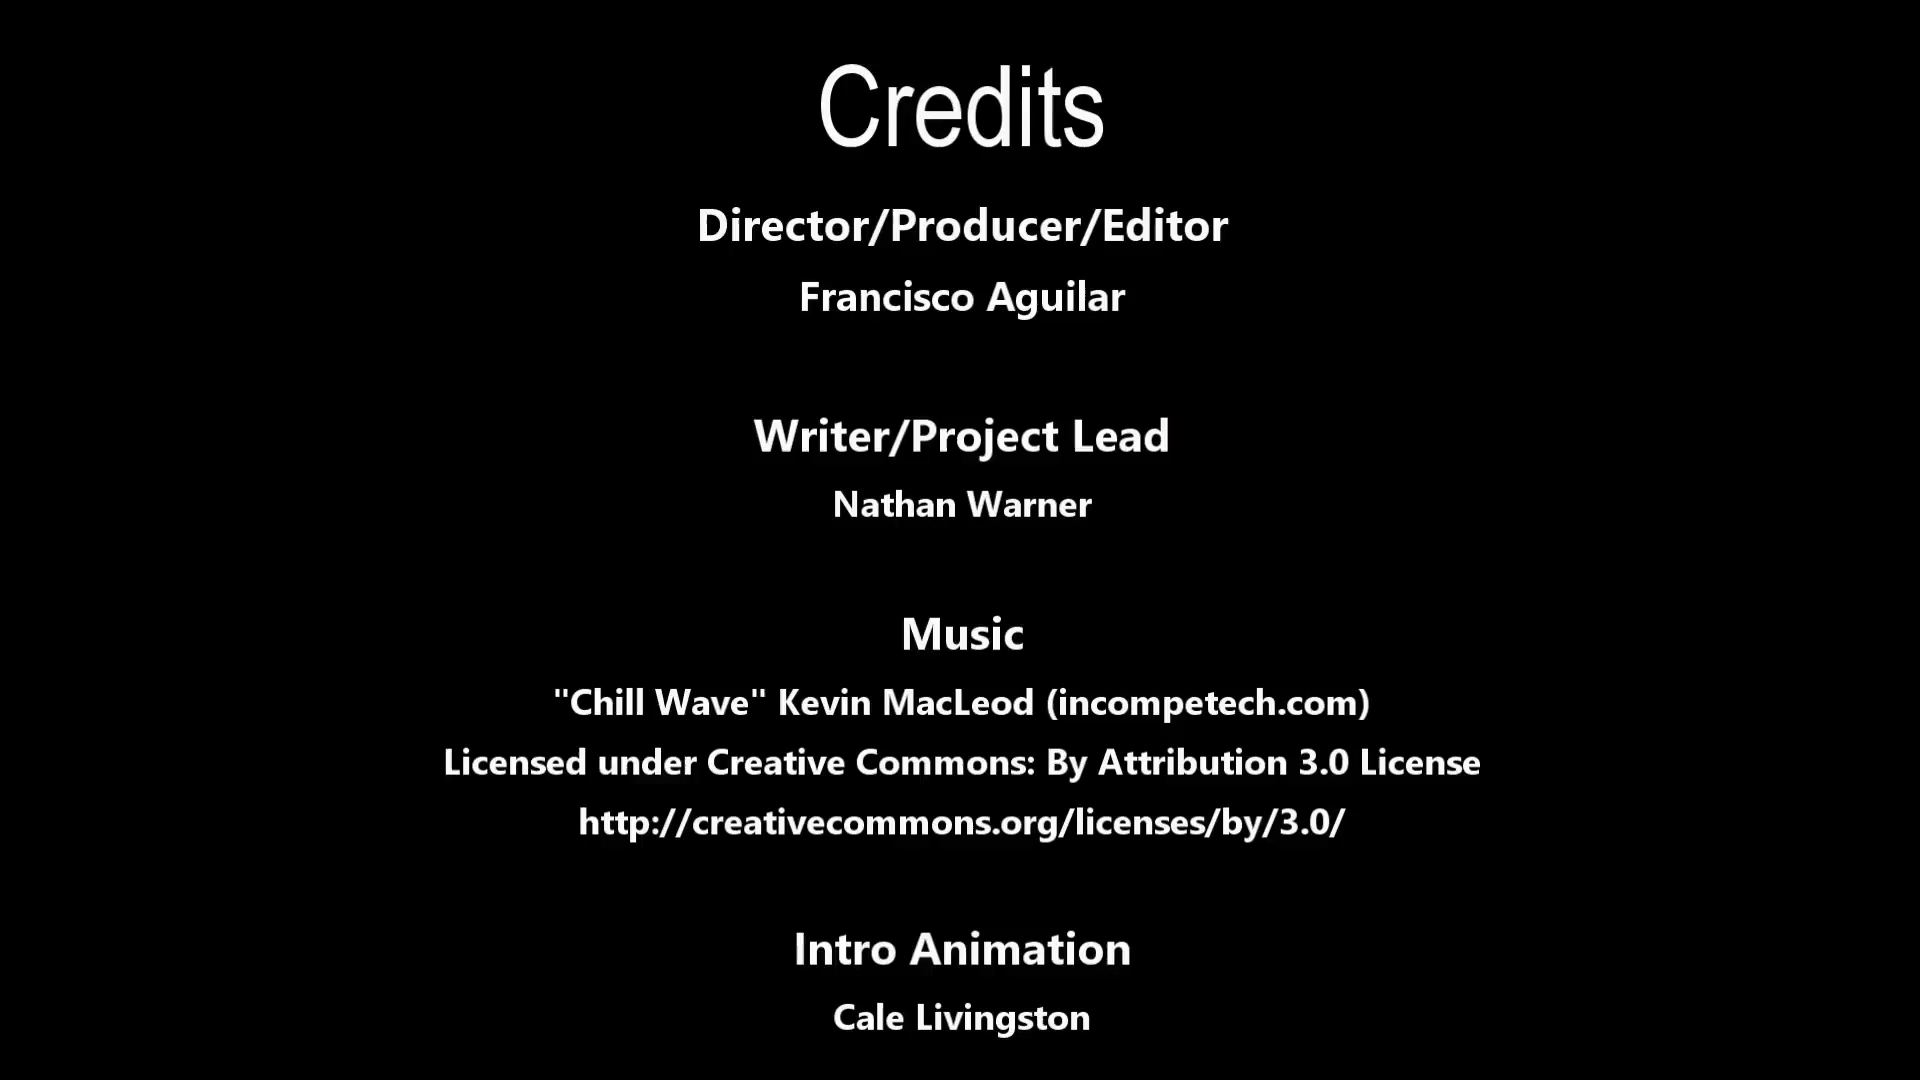 Credits
Director/Producer/Editor
Francisco Aguilar
Writer/Project Lead
Nathan Warner
Music
"Chill Wave" Kevin MacLeod (incompetech.com)
Licensed under Creative Commons: By Attribution 3.0 License
http://creativecommons.org/licenses/by/3.0/
Intro Animation
Cale Livingston